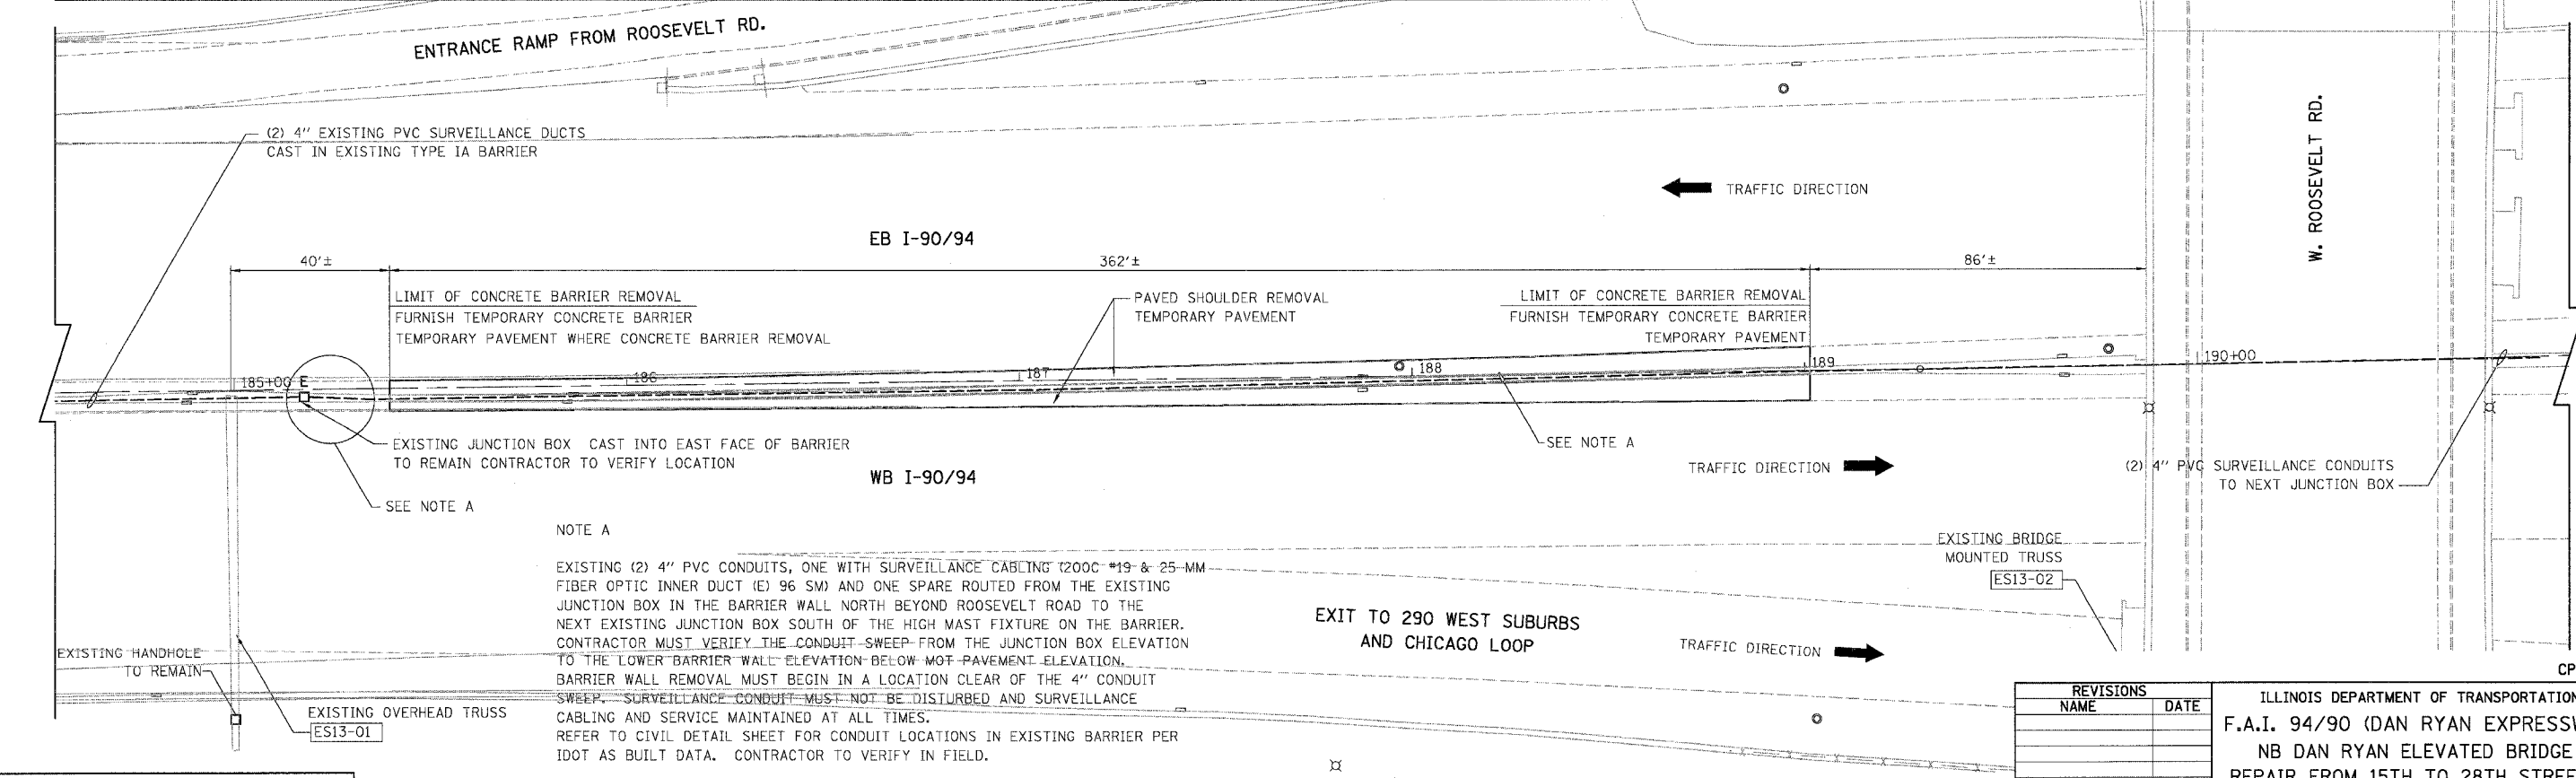 ENTRANCE RAMP FROM ROOSEVELT RD.
(2) 4" EXISTING PVC SURVEILLANCE DUCTS
CAST IN EXISTING TYPE IA BARRIER
TRAFFIC DIRECTION
W. ROOSEVELT RD.
EB I-90/94
40'±
362'±
86'±
LIMIT OF CONCRETE BARRIER REMOVAL
FURNISH TEMPORARY CONCRETE BARRIER
TEMPORARY PAVEMENT WHERE CONCRETE BARRIER REMOVAL
PAVED SHOULDER REMOVAL
TEMPORARY PAVEMENT
LIMIT OF CONCRETE BARRIER REMOVAL
FURNISH TEMPORARY CONCRETE BARRIER
TEMPORARY PAVEMENT
185+00 E
186
187
188
189
190+00
EXISTING JUNCTION BOX CAST INTO EAST FACE OF BARRIER
TO REMAIN CONTRACTOR TO VERIFY LOCATION
SEE NOTE A
SEE NOTE A
WB I-90/94
TRAFFIC DIRECTION
(2) 4" PVC SURVEILLANCE CONDUITS
TO NEXT JUNCTION BOX
NOTE A
EXISTING (2) 4" PVC CONDUITS, ONE WITH SURVEILLANCE CABLING (200C #19 & 25-MM
FIBER OPTIC INNER DUCT (E) 96 SM) AND ONE SPARE ROUTED FROM THE EXISTING
JUNCTION BOX IN THE BARRIER WALL NORTH BEYOND ROOSEVELT ROAD TO THE
NEXT EXISTING JUNCTION BOX SOUTH OF THE HIGH MAST FIXTURE ON THE BARRIER.
CONTRACTOR MUST VERIFY THE CONDUIT SWEEP FROM THE JUNCTION BOX ELEVATION
TO THE LOWER BARRIER WALL ELEVATION BELOW MOT PAVEMENT ELEVATION.
BARRIER WALL REMOVAL MUST BEGIN IN A LOCATION CLEAR OF THE 4" CONDUIT
SWEEP. SURVEILLANCE CONDUIT MUST NOT BE DISTURBED AND SURVEILLANCE
CABLING AND SERVICE MAINTAINED AT ALL TIMES.
REFER TO CIVIL DETAIL SHEET FOR CONDUIT LOCATIONS IN EXISTING BARRIER PER
IDOT AS BUILT DATA. CONTRACTOR TO VERIFY IN FIELD.
EXISTING BRIDGE
MOUNTED TRUSS
ES13-02
EXIT TO 290 WEST SUBURBS
AND CHICAGO LOOP
TRAFFIC DIRECTION
EXISTING HANDHOLE
TO REMAIN
EXISTING OVERHEAD TRUSS
ES13-01
CP
REVISIONS
NAME DATE
ILLINOIS DEPARTMENT OF TRANSPORTATION
F.A.I. 94/90 (DAN RYAN EXPRESSW
NB DAN RYAN ELEVATED BRIDGE
REPAIR FROM 15TH TO 28TH STREE